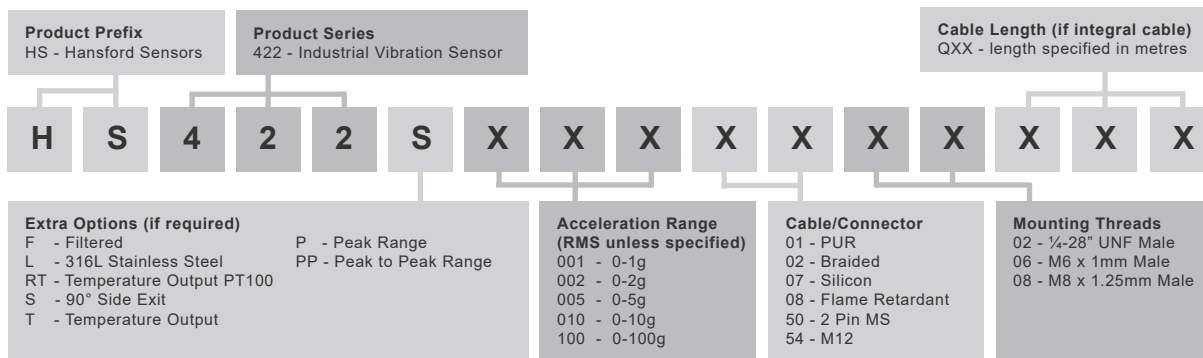 Product Prefix
HS - Hansford Sensors
Product Series
422 - Industrial Vibration Sensor
Cable Length (if integral cable)
QXX - length specified in metres
H S 4 2 2 S X X X X X X X X X X
Extra Options (if required)
F - Filtered
L - 316L Stainless Steel
RT - Temperature Output PT100
S - 90° Side Exit
T - Temperature Output
P - Peak Range
PP - Peak to Peak Range
Acceleration Range
(RMS unless specified)
001 - 0-1g
002 - 0-2g
005 - 0-5g
010 - 0-10g
100 - 0-100g
Cable/Connector
01 - PUR
02 - Braided
07 - Silicon
08 - Flame Retardant
50 - 2 Pin MS
54 - M12
Mounting Threads
02 - ¼-28” UNF Male
06 - M6 x 1mm Male
08 - M8 x 1.25mm Male